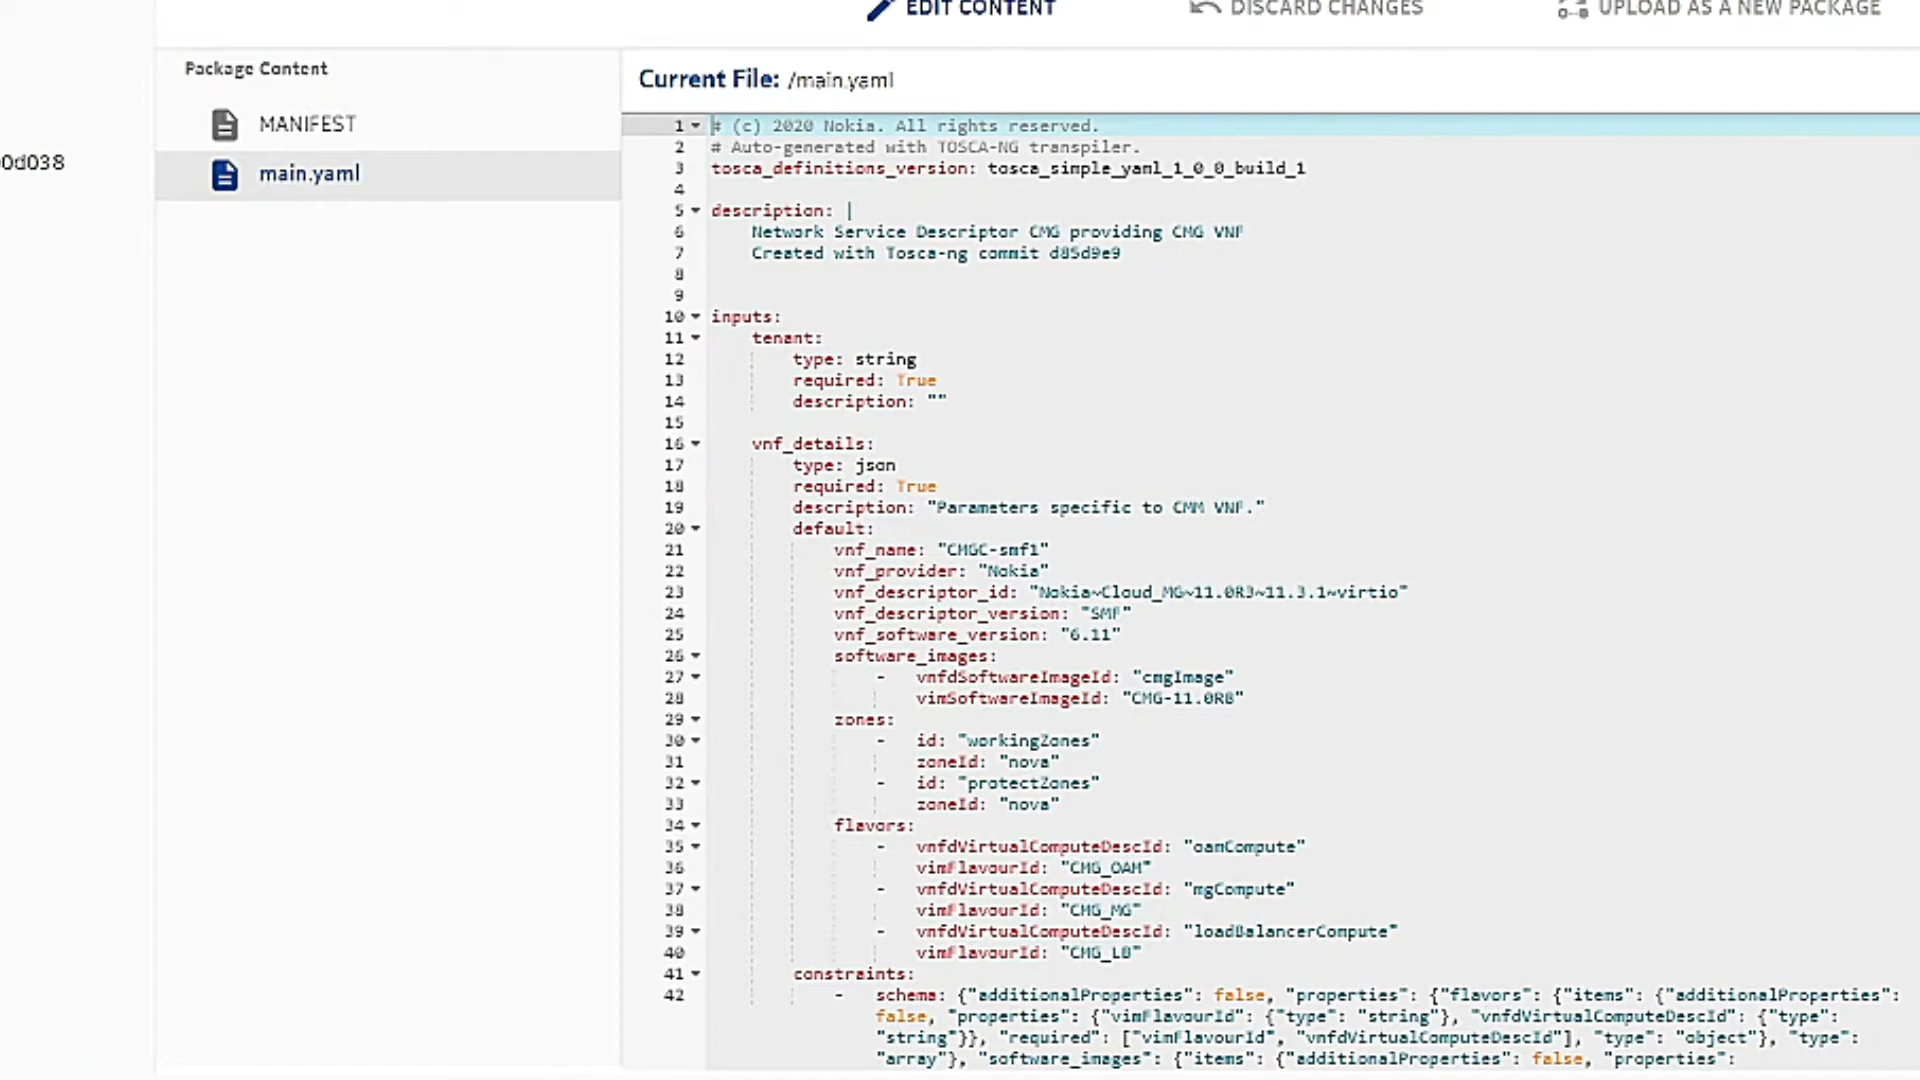 EDIT CONTENT
DISCARD CHANGES
UPLOAD AS A NEW PACKAGE
Package Content
MANIFEST
main.yaml
00d038
Current File: /main.yaml
1 # (c) 2020 Nokia. All rights reserved.
2 # Auto-generated with TOSCA-NG transpiler.
3 tosca_definitions_version: tosca_simple_yaml_1_0_0_build_1
4
5 description: |
6 Network Service Descriptor CMG providing CMG VNF
7 Created with Tosca-ng commit d85d9e9
8
9
10 inputs:
11 tenant:
12 type: string
13 required: True
14 description: ""
15
16 vnf_details:
17 type: json
18 required: True
19 description: "Parameters specific to CMM VNF."
20 default:
21 vnf_name: "CMGC-smf1"
22 vnf_provider: "Nokia"
23 vnf_descriptor_id: "Nokia~Cloud_MG~11.0R3~11.3.1~virtio"
24 vnf_descriptor_version: "SMF"
25 vnf_software_version: "6.11"
26 software_images:
27 - vnfdSoftwareImageId: "cmgImage"
28 vimSoftwareImageId: "CMG-11.0R8"
29 zones:
30 - id: "workingZones"
31 zoneId: "nova"
32 - id: "protectZones"
33 zoneId: "nova"
34 flavors:
35 - vnfdVirtualComputeDescId: "oamCompute"
36 vimFlavourId: "CMG_OAM"
37 - vnfdVirtualComputeDescId: "mgCompute"
38 vimFlavourId: "CMG_MG"
39 - vnfdVirtualComputeDescId: "loadBalancerCompute"
40 vimFlavourId: "CMG_LB"
41 constraints:
42 - schema: {"additionalProperties": false, "properties": {"flavors": {"items": {"additionalProperties":
false, "properties": {"vimFlavourId": {"type": "string"}, "vnfdVirtualComputeDescId": {"type":
"string"}}, "required": ["vimFlavourId", "vnfdVirtualComputeDescId"], "type": "object"}, "type":
"array"}, "software_images": {"items": {"additionalProperties": false, "properties":